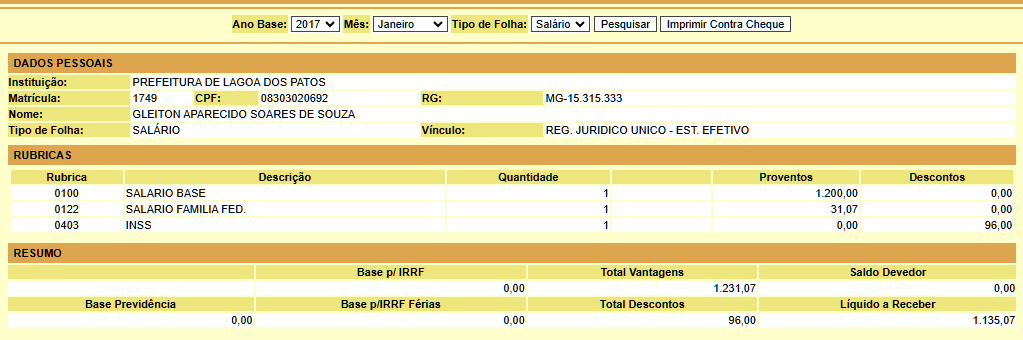 Ano Base: 2017 Mês: Janeiro Tipo de Folha: Salário Pesquisar Imprimir Contra Cheque
DADOS PESSOAIS
Instituição: PREFEITURA DE LAGOA DOS PATOS
Matrícula: 1749 CPF: 08303020692 RG: MG-15.315.333
Nome: GLEITON APARECIDO SOARES DE SOUZA
Tipo de Folha: SALÁRIO Vínculo: REG. JURIDICO UNICO - EST. EFETIVO
RUBRICAS
Rubrica Descrição Quantidade Proventos Descontos
0100 SALARIO BASE 1 1.200,00 0,00
0122 SALARIO FAMILIA FED. 1 31,07 0,00
0403 INSS 1 0,00 96,00
RESUMO
Base p/ IRRF Total Vantagens Saldo Devedor
0,00 1.231,07 0,00
Base Previdência Base p/IRRF Férias Total Descontos Líquido a Receber
0,00 0,00 96,00 1.135,07